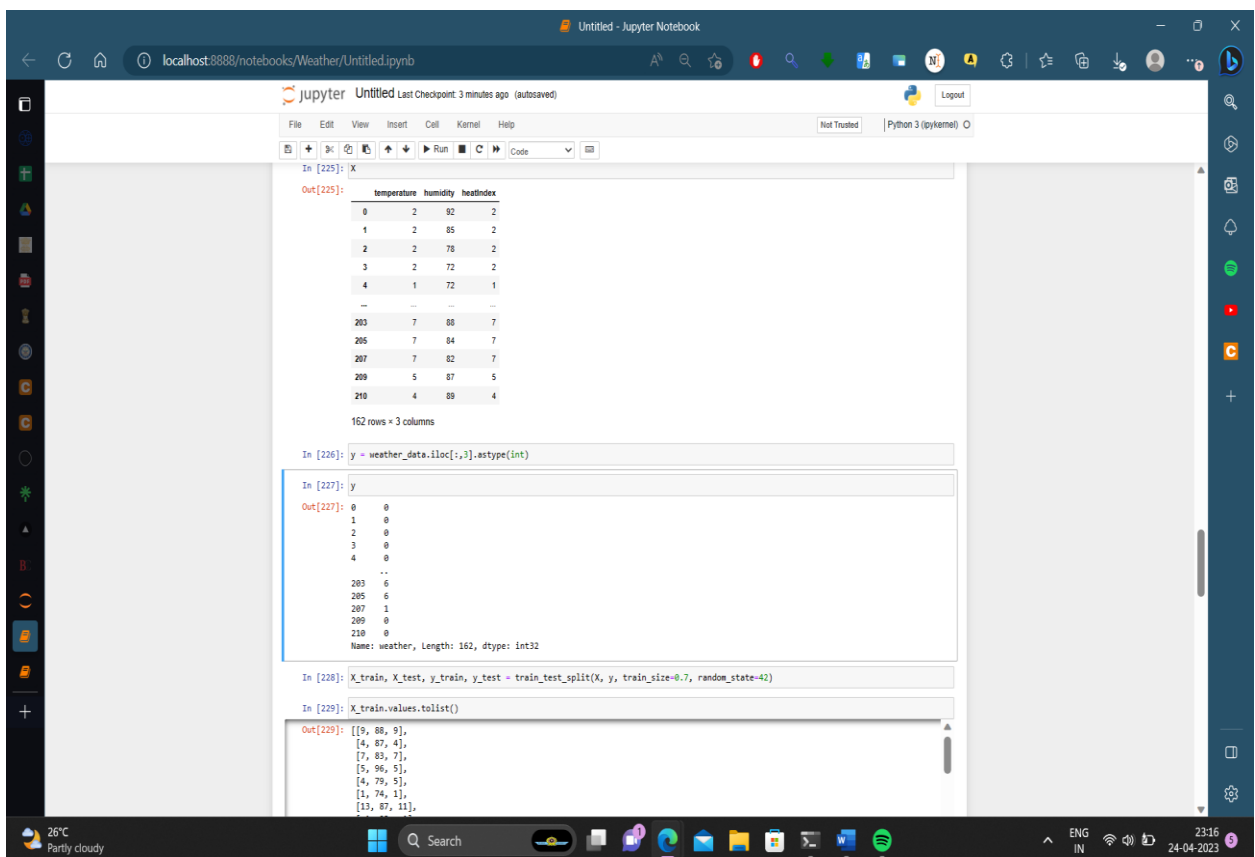 Untitled - Jupyter Notebook
localhost:8888/notebooks/Weather/Untitled.ipynb
jupyter Untitled Last Checkpoint: 3 minutes ago (autosaved)
Logout
File Edit View Insert Cell Kernel Help
Not Trusted Python 3 (ipykernel)
Run Code
In [225]: X
Out[225]:
temperature humidity heatIndex
0 2 92 2
1 2 85 2
2 2 78 2
3 2 72 2
4 1 72 1
... ... ... ...
203 7 88 7
205 7 84 7
207 7 82 7
209 5 87 5
210 4 89 4
162 rows × 3 columns
In [226]: y = weather_data.iloc[:,3].astype(int)
In [227]: y
Out[227]: 0 0
1 0
2 0
3 0
4 0
..
203 6
205 6
207 1
209 0
210 0
Name: weather, Length: 162, dtype: int32
In [228]: X_train, X_test, y_train, y_test = train_test_split(X, y, train_size=0.7, random_state=42)
In [229]: X_train.values.tolist()
Out[229]: [[9, 88, 9],
[4, 87, 4],
[7, 83, 7],
[5, 96, 5],
[4, 79, 5],
[1, 74, 1],
[13, 87, 11],
26°C
Partly cloudy
Search
ENG
IN
23:16
24-04-2023
5